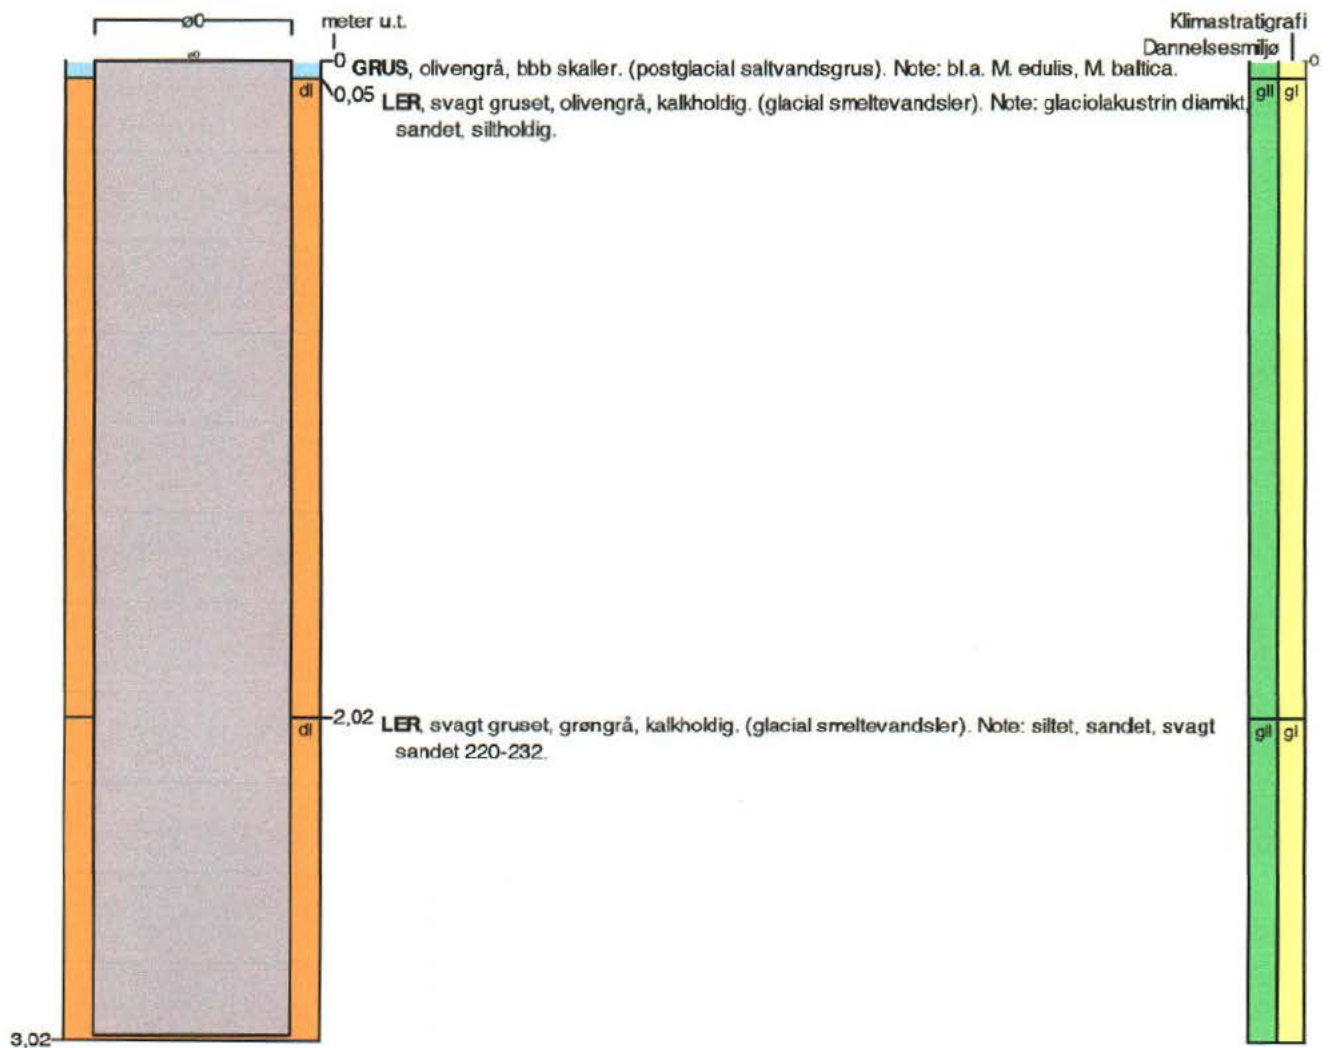 ø0
meter u.t.
Klimastratigrafi
Dannelsesmiljø
ø0
0
GRUS, olivengrå, bbb skaller. (postglacial saltvandsgrus). Note: bl.a. M. edulis, M. baltica.
0
dl
0,05
LER, svagt gruset, olivengrå, kalkholdig. (glacial smeltevandsler). Note: glaciolakustrin diamikt,
sandet, siltholdig.
gll
gl
dl
2,02
LER, svagt gruset, grøngrå, kalkholdig. (glacial smeltevandsler). Note: siltet, sandet, svagt
sandet 220-232.
gll
gl
3,02